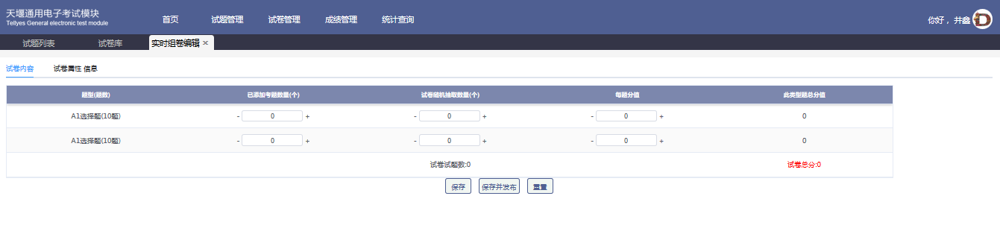 天堰通用电子考试模块
Tellyes General electronic test module
首页 试题管理 试卷管理 成绩管理 统计查询
你好， 井鑫
试题列表 试卷库 实时组卷编辑 ×
试卷内容 试卷属性 信息
题型(题数) 已添加考题数量(个) 试卷随机抽取数量(个) 每题分值 此类型题总分值
A1选择题(10题) - 0 + - 0 + - 0 + 0
A1选择题(10题) - 0 + - 0 + - 0 + 0
试卷试题数:0 试卷总分:0
保存 保存并发布 重置